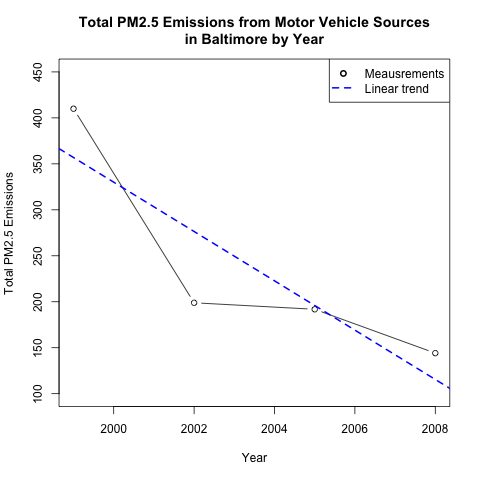 Total PM2.5 Emissions from Motor Vehicle Sources
in Baltimore by Year
Meausrements
Linear trend
Total PM2.5 Emissions
450
400
350
300
250
200
150
100
2000 2002 2004 2006 2008
Year